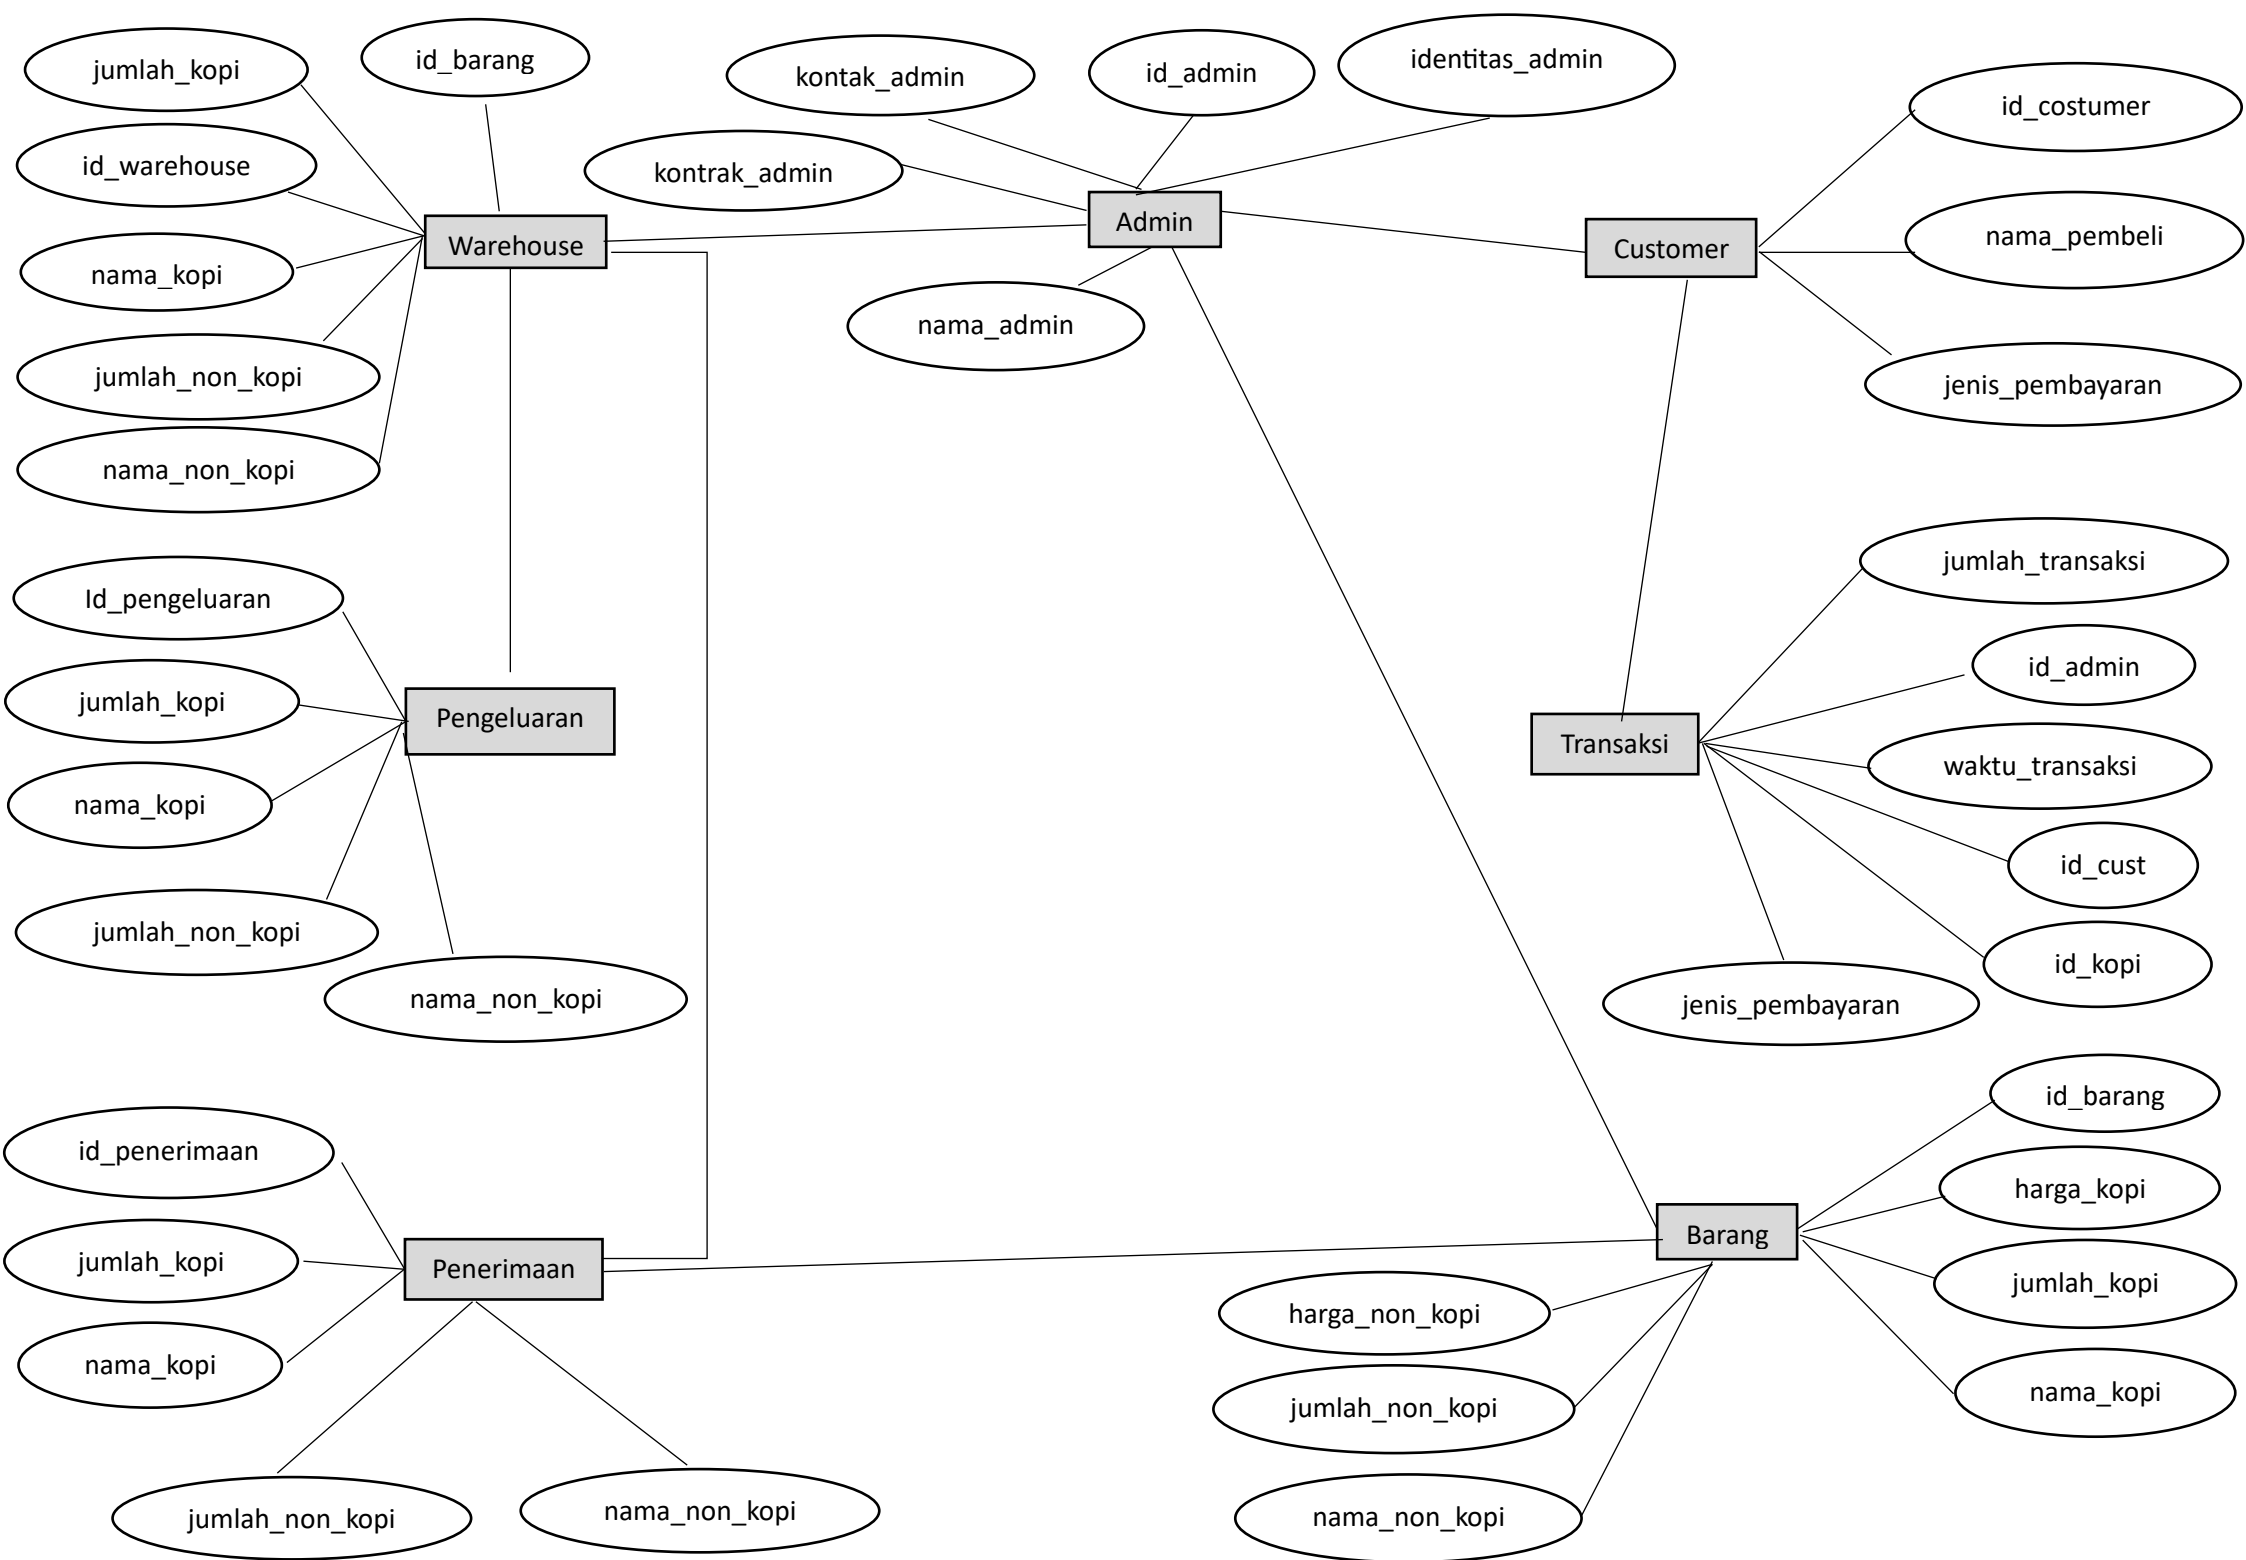 jumlah_kopi
id_barang
kontak_admin
id_admin
identitas_admin
id_costumer
id_warehouse
kontrak_admin
Warehouse
Admin
Customer
nama_pembeli
nama_kopi
nama_admin
jumlah_non_kopi
jenis_pembayaran
nama_non_kopi
Id_pengeluaran
jumlah_transaksi
jumlah_kopi
id_admin
Pengeluaran
Transaksi
waktu_transaksi
nama_kopi
id_cust
jumlah_non_kopi
id_kopi
nama_non_kopi
jenis_pembayaran
id_barang
id_penerimaan
harga_kopi
jumlah_kopi
Penerimaan
Barang
jumlah_kopi
harga_non_kopi
nama_kopi
nama_kopi
jumlah_non_kopi
jumlah_non_kopi
nama_non_kopi
nama_non_kopi